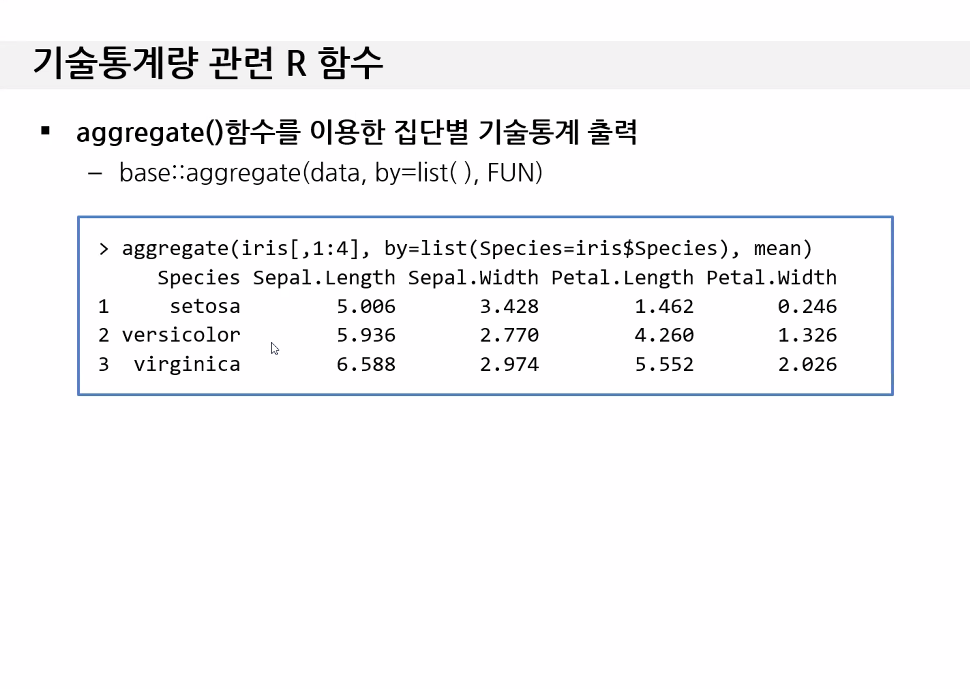 기술통계량 관련 R 함수
▪ aggregate()함수를 이용한 집단별 기술통계 출력
– base::aggregate(data, by=list( ), FUN)
> aggregate(iris[,1:4], by=list(Species=iris$Species), mean)
Species Sepal.Length Sepal.Width Petal.Length Petal.Width
1 setosa 5.006 3.428 1.462 0.246
2 versicolor 5.936 2.770 4.260 1.326
3 virginica 6.588 2.974 5.552 2.026